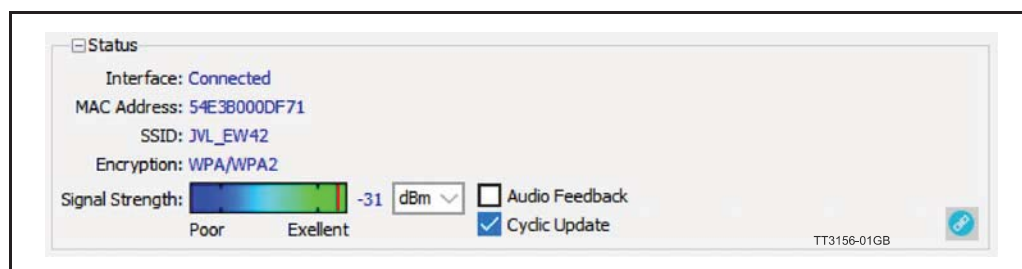 Status
Interface: Connected
MAC Address: 54E3B000DF71
SSID: JVL_EW42
Encryption: WPA/WPA2
Signal Strength: -31 dBm Audio Feedback
Poor Exellent Cyclic Update
TT3156-01GB